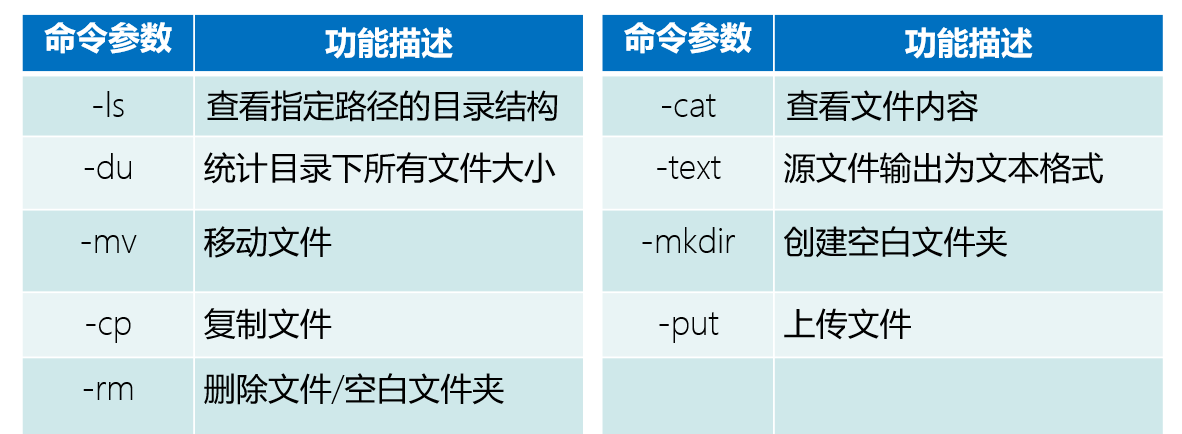 命令参数 功能描述
-ls 查看指定路径的目录结构
-du 统计目录下所有文件大小
-mv 移动文件
-cp 复制文件
-rm 删除文件/空白文件夹
命令参数 功能描述
-cat 查看文件内容
-text 源文件输出为文本格式
-mkdir 创建空白文件夹
-put 上传文件